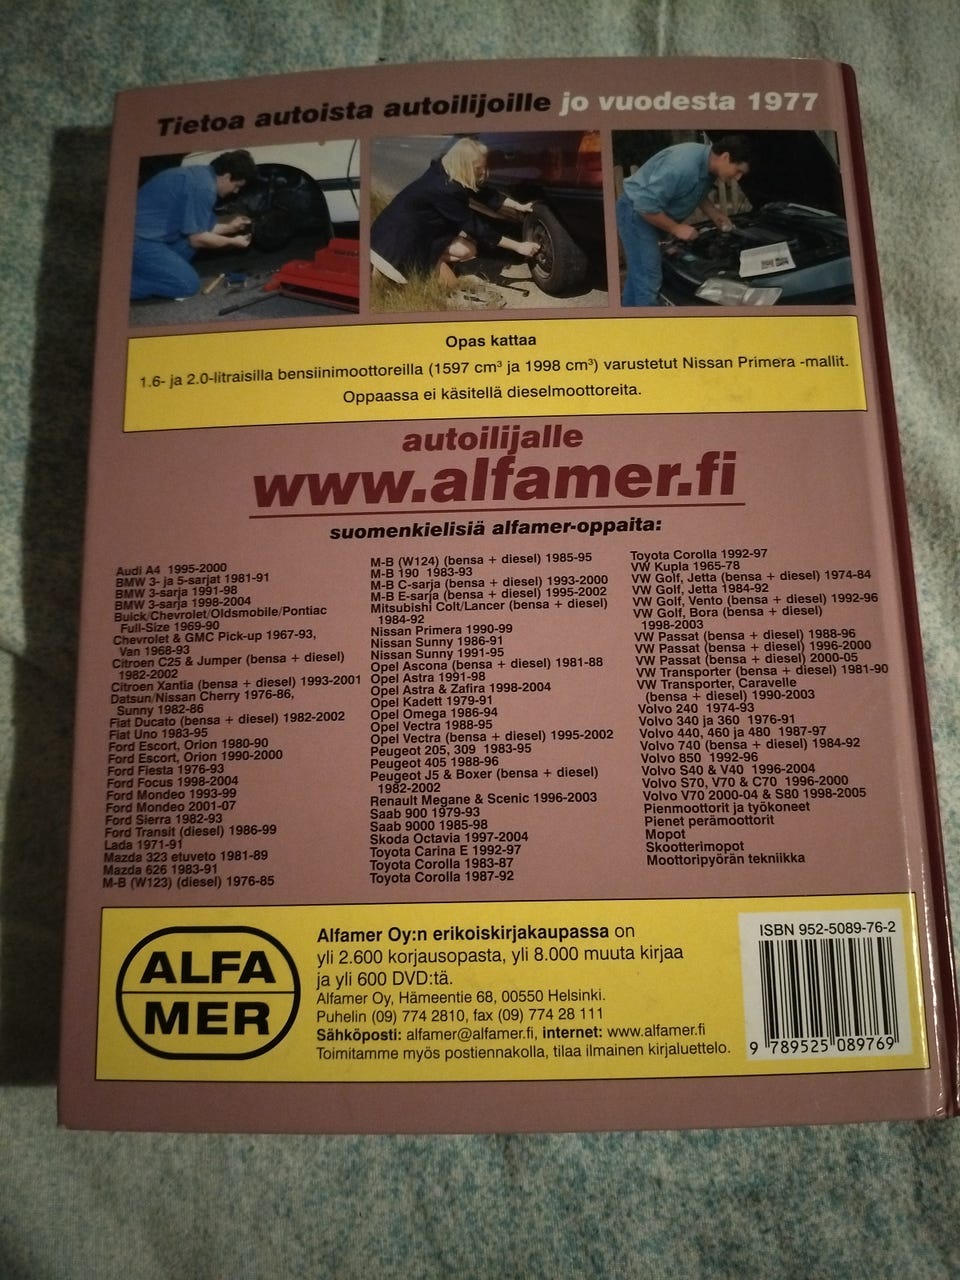 Tietoa autoista autoilijoille jo vuodesta 1977
Opas kattaa
1.6- ja 2.0-litraisilla bensiinimoottoreilla (1597 cm³ ja 1998 cm³) varustetut Nissan Primera -mallit.
Oppaassa ei käsitellä dieselmoottoreita.
autoilijalle
www.alfamer.fi
suomenkielisiä alfamer-oppaita:
Audi A4 1995-2000
BMW 3- ja 5-sarjat 1981-91
BMW 3-sarja 1991-98
BMW 3-sarja 1998-2004
Buick/Chevrolet/Oldsmobile/Pontiac
Full-Size 1969-90
Chevrolet & GMC Pick-up 1967-93,
Van 1968-93
Citroen C25 & Jumper (bensa + diesel)
1982-2002
Citroen Xantia (bensa + diesel) 1993-2001
Datsun/Nissan Cherry 1976-86,
Sunny 1982-86
Fiat Ducato (bensa + diesel) 1982-2002
Fiat Uno 1983-95
Ford Escort, Orion 1980-90
Ford Escort, Orion 1990-2000
Ford Fiesta 1976-93
Ford Focus 1998-2004
Ford Mondeo 1993-99
Ford Mondeo 2001-07
Ford Sierra 1982-93
Ford Transit (diesel) 1986-99
Lada 1971-91
Mazda 323 etuveto 1981-89
Mazda 626 1983-91
M-B (W123) (diesel) 1976-85
M-B (W124) (bensa + diesel) 1985-95
M-B 190 1983-93
M-B C-sarja (bensa + diesel) 1993-2000
M-B E-sarja (bensa + diesel) 1995-2002
Mitsubishi Colt/Lancer (bensa + diesel)
1984-92
Nissan Primera 1990-99
Nissan Sunny 1986-91
Nissan Sunny 1991-95
Opel Ascona (bensa + diesel) 1981-88
Opel Astra 1991-98
Opel Astra & Zafira 1998-2004
Opel Kadett 1979-91
Opel Omega 1986-94
Opel Vectra 1988-95
Opel Vectra (bensa + diesel) 1995-2002
Peugeot 205, 309 1983-95
Peugeot 405 1988-96
Peugeot J5 & Boxer (bensa + diesel)
1982-2002
Renault Megane & Scenic 1996-2003
Saab 900 1979-93
Saab 9000 1985-98
Skoda Octavia 1997-2004
Toyota Carina E 1992-97
Toyota Corolla 1983-87
Toyota Corolla 1987-92
Toyota Corolla 1992-97
VW Kupla 1965-78
VW Golf, Jetta (bensa + diesel) 1974-84
VW Golf, Jetta 1984-92
VW Golf, Vento (bensa + diesel) 1992-96
VW Golf, Bora (bensa + diesel)
1998-2003
VW Passat (bensa + diesel) 1988-96
VW Passat (bensa + diesel) 1996-2000
VW Passat (bensa + diesel) 2000-05
VW Transporter (bensa + diesel) 1981-90
VW Transporter, Caravelle
(bensa + diesel) 1990-2003
Volvo 240 1974-93
Volvo 340 ja 360 1976-91
Volvo 440, 460 ja 480 1987-97
Volvo 740 (bensa + diesel) 1984-92
Volvo 850 1992-96
Volvo S40 & V40 1996-2004
Volvo S70, V70 & C70 1996-2000
Volvo V70 2000-04 & S80 1998-2005
Pienmoottorit ja työkoneet
Pienet perämoottorit
Mopot
Skootterimopot
Moottoripyörän tekniikka
ALFA
MER
Alfamer Oy:n erikoiskirjakaupassa on
yli 2.600 korjausopasta, yli 8.000 muuta kirjaa
ja yli 600 DVD:tä.
Alfamer Oy, Hämeentie 68, 00550 Helsinki.
Puhelin (09) 774 2810, fax (09) 774 28 111
Sähköposti: alfamer@alfamer.fi, internet: www.alfamer.fi
Toimitamme myös postiennakolla, tilaa ilmainen kirjaluettelo.
ISBN 952-5089-76-2
9 789525 089769